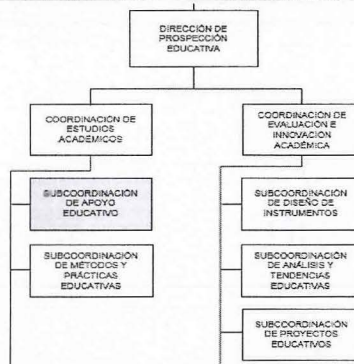 DIRECCIÓN DE
PROSPECCIÓN
EDUCATIVA
COORDINACIÓN DE
ESTUDIOS
ACADÉMICOS
COORDINACIÓN DE
EVALUACIÓN E
INNOVACIÓN
ACADÉMICA
SUBCOORDINACIÓN
DE APOYO
EDUCATIVO
SUBCOORDINACIÓN
DE DISEÑO DE
INSTRUMENTOS
SUBCOORDINACIÓN
DE MÉTODOS Y
PRÁCTICAS
EDUCATIVAS
SUBCOORDINACIÓN
DE ANÁLISIS Y
TENDENCIAS
EDUCATIVAS
SUBCOORDINACIÓN
DE PROYECTOS
EDUCATIVOS